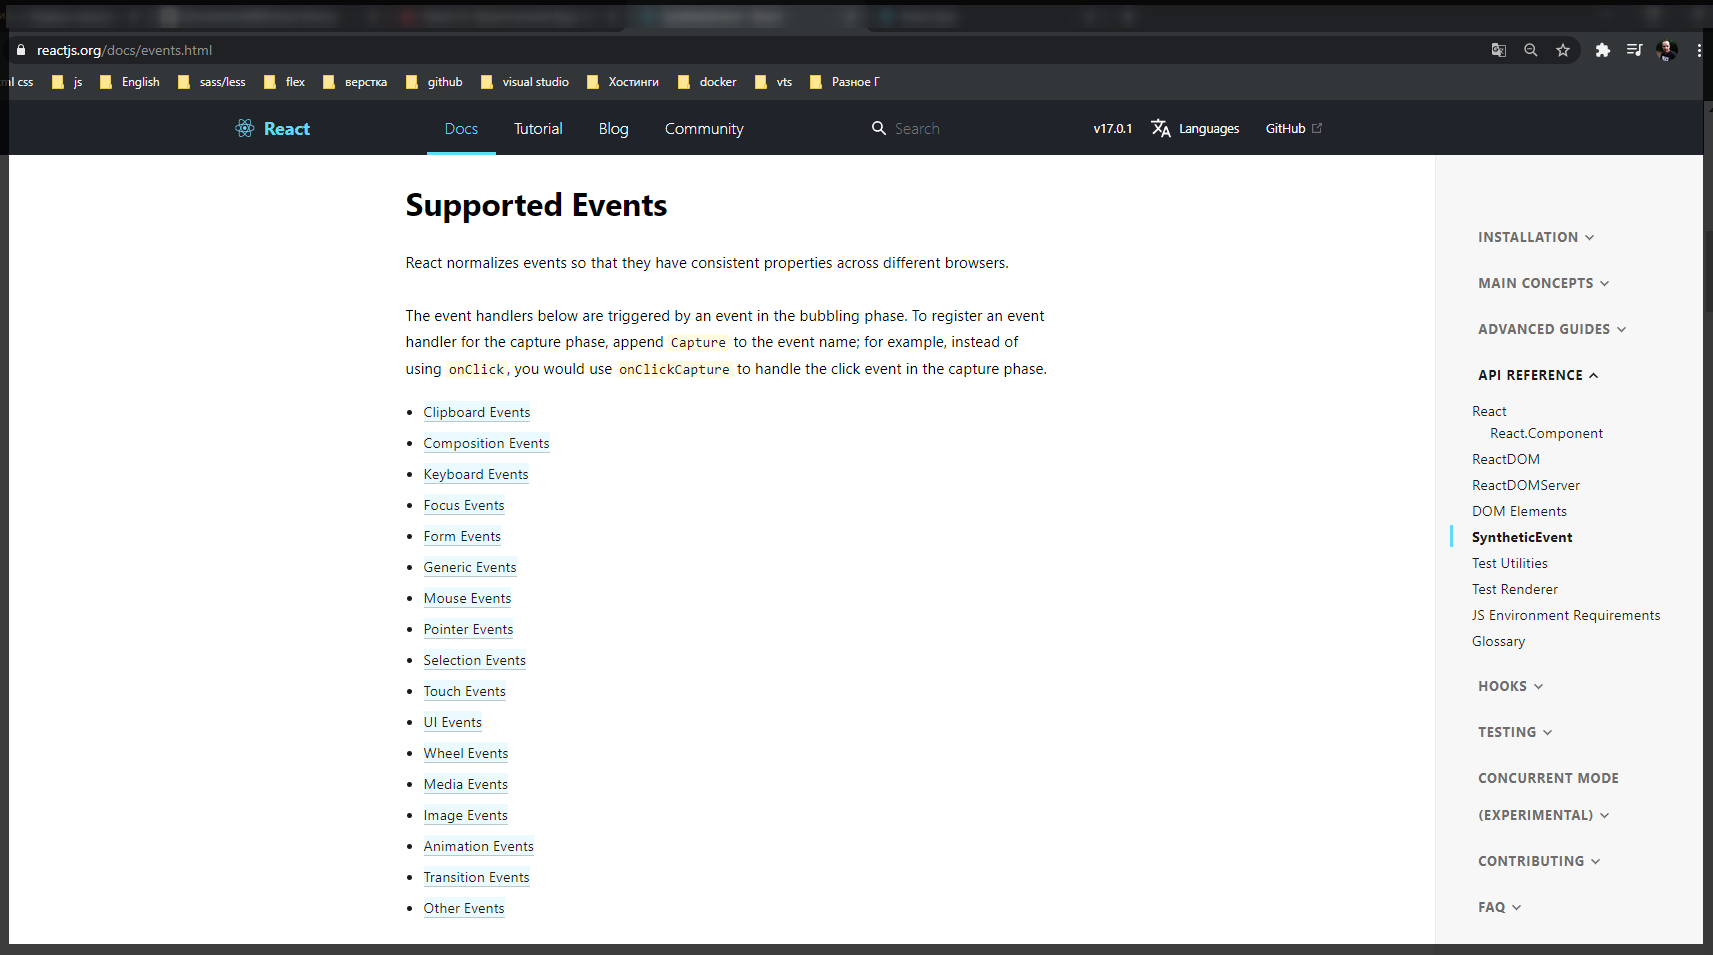 reactjs.org/docs/events.html
ml css js English sass/less flex верстка github visual studio Хостинги docker vts Разное Г
React Docs Tutorial Blog Community Search v17.0.1 Languages GitHub
Supported Events
React normalizes events so that they have consistent properties across different browsers.
The event handlers below are triggered by an event in the bubbling phase. To register an event
handler for the capture phase, append Capture to the event name; for example, instead of
using onClick, you would use onClickCapture to handle the click event in the capture phase.
Clipboard Events
Composition Events
Keyboard Events
Focus Events
Form Events
Generic Events
Mouse Events
Pointer Events
Selection Events
Touch Events
UI Events
Wheel Events
Media Events
Image Events
Animation Events
Transition Events
Other Events
INSTALLATION
MAIN CONCEPTS
ADVANCED GUIDES
API REFERENCE
React
React.Component
ReactDOM
ReactDOMServer
DOM Elements
SyntheticEvent
Test Utilities
Test Renderer
JS Environment Requirements
Glossary
HOOKS
TESTING
CONCURRENT MODE
(EXPERIMENTAL)
CONTRIBUTING
FAQ